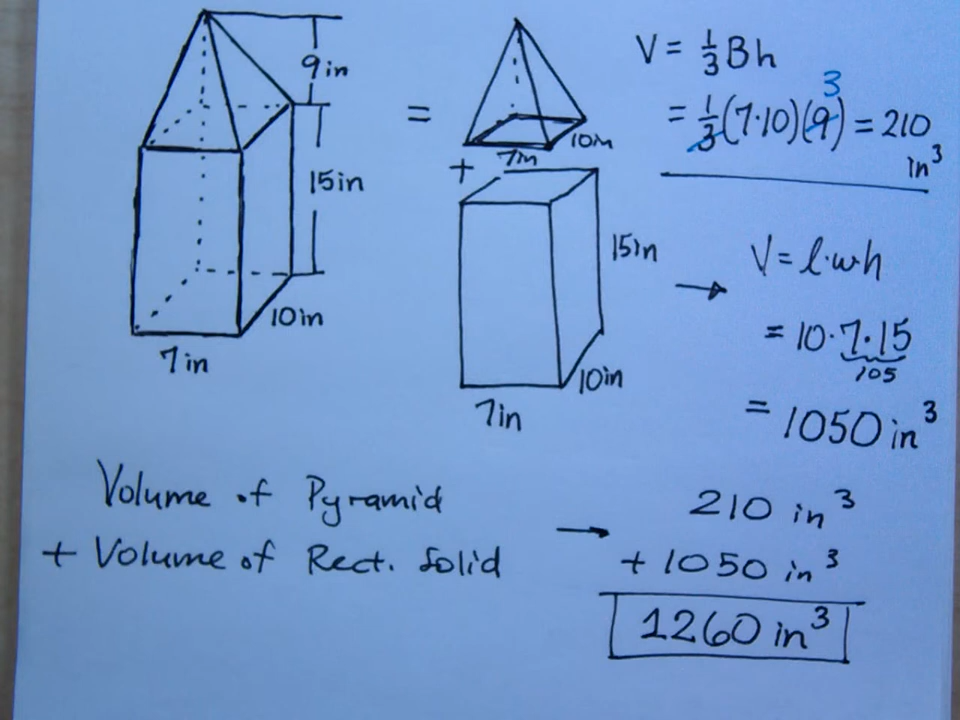 9in
15in
10in
7in
=
10in
7in
+
15in
10in
7in
V = 1/3 Bh
3
= 1/3 (7·10)(9) = 210
in³
V = l·w·h
= 10·7·15
105
= 1050 in³
Volume of Pyramid
+ Volume of Rect. Solid
→ 210 in³
+ 1050 in³
1260 in³